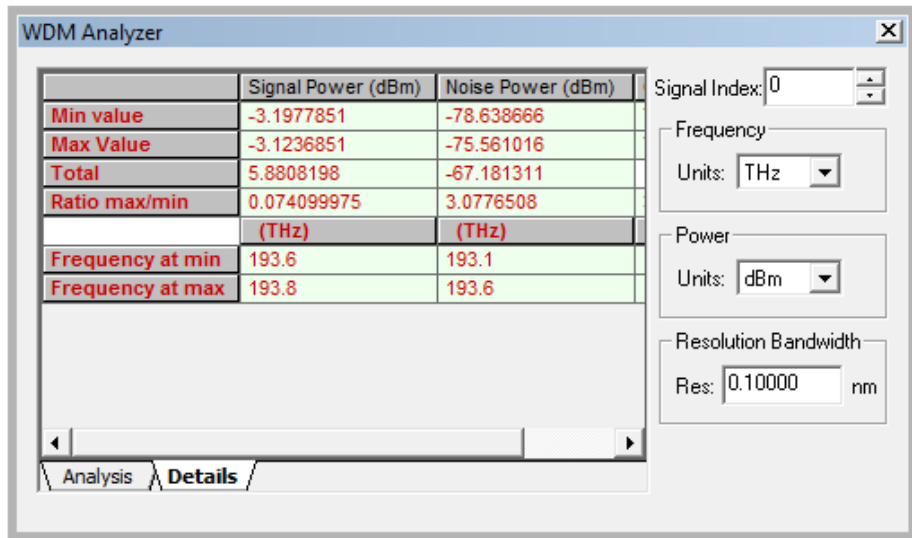 WDM Analyzer
Signal Power (dBm) Noise Power (dBm)
Min value -3.1977851 -78.638666
Max Value -3.1236851 -75.561016
Total 5.8808198 -67.181311
Ratio max/min 0.074099975 3.0776508
(THz) (THz)
Frequency at min 193.6 193.1
Frequency at max 193.8 193.6
Analysis Details
Signal Index: 0
Frequency
Units: THz
Power
Units: dBm
Resolution Bandwidth
Res: 0.10000 nm